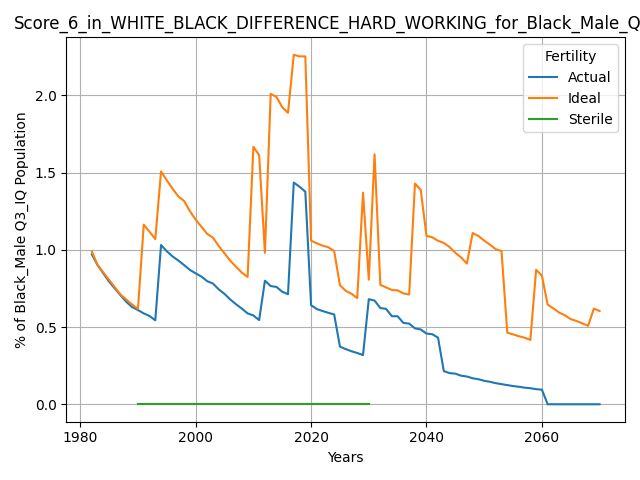 Score_6_in_WHITE_BLACK_DIFFERENCE_HARD_WORKING_for_Black_Male_Q
Fertility
Actual
Ideal
Sterile
% of Black_Male Q3_IQ Population
2.0
1.5
1.0
0.5
0.0
1980 2000 2020 2040 2060
Years